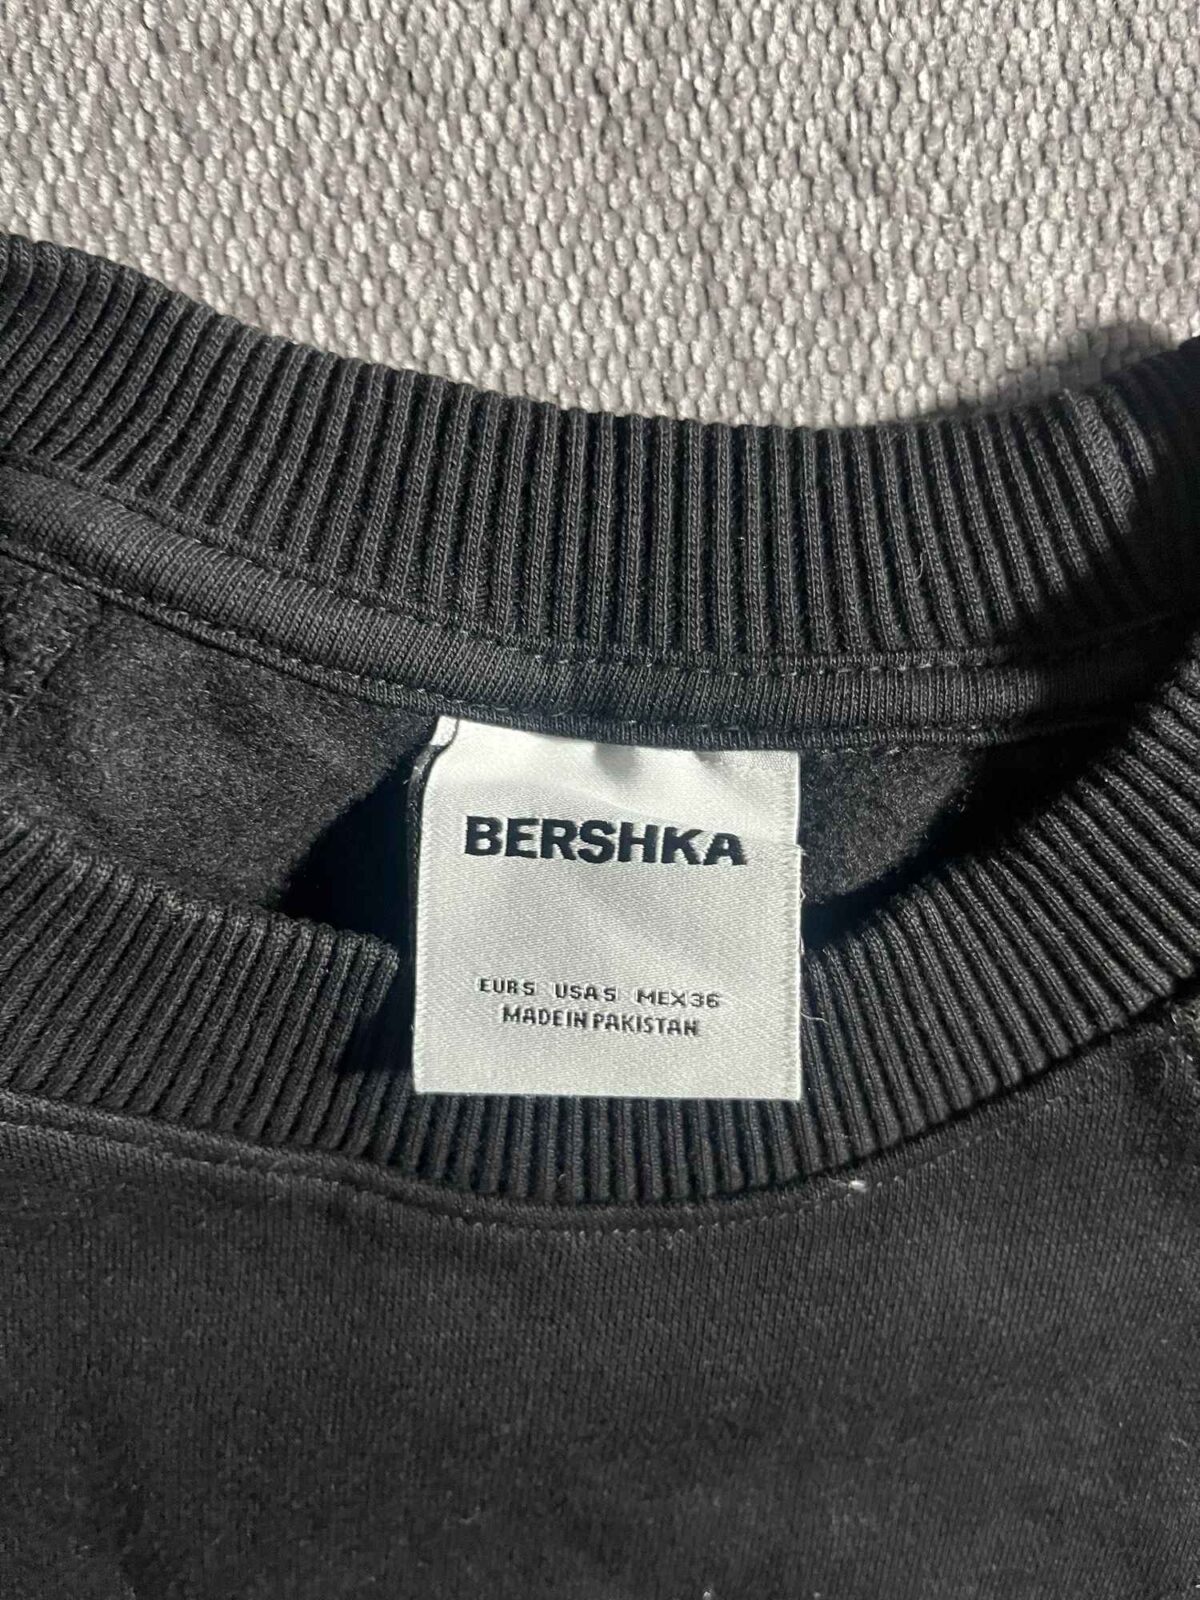 BERSHKA
EUR S USA S MEX 36
MADE IN PAKISTAN